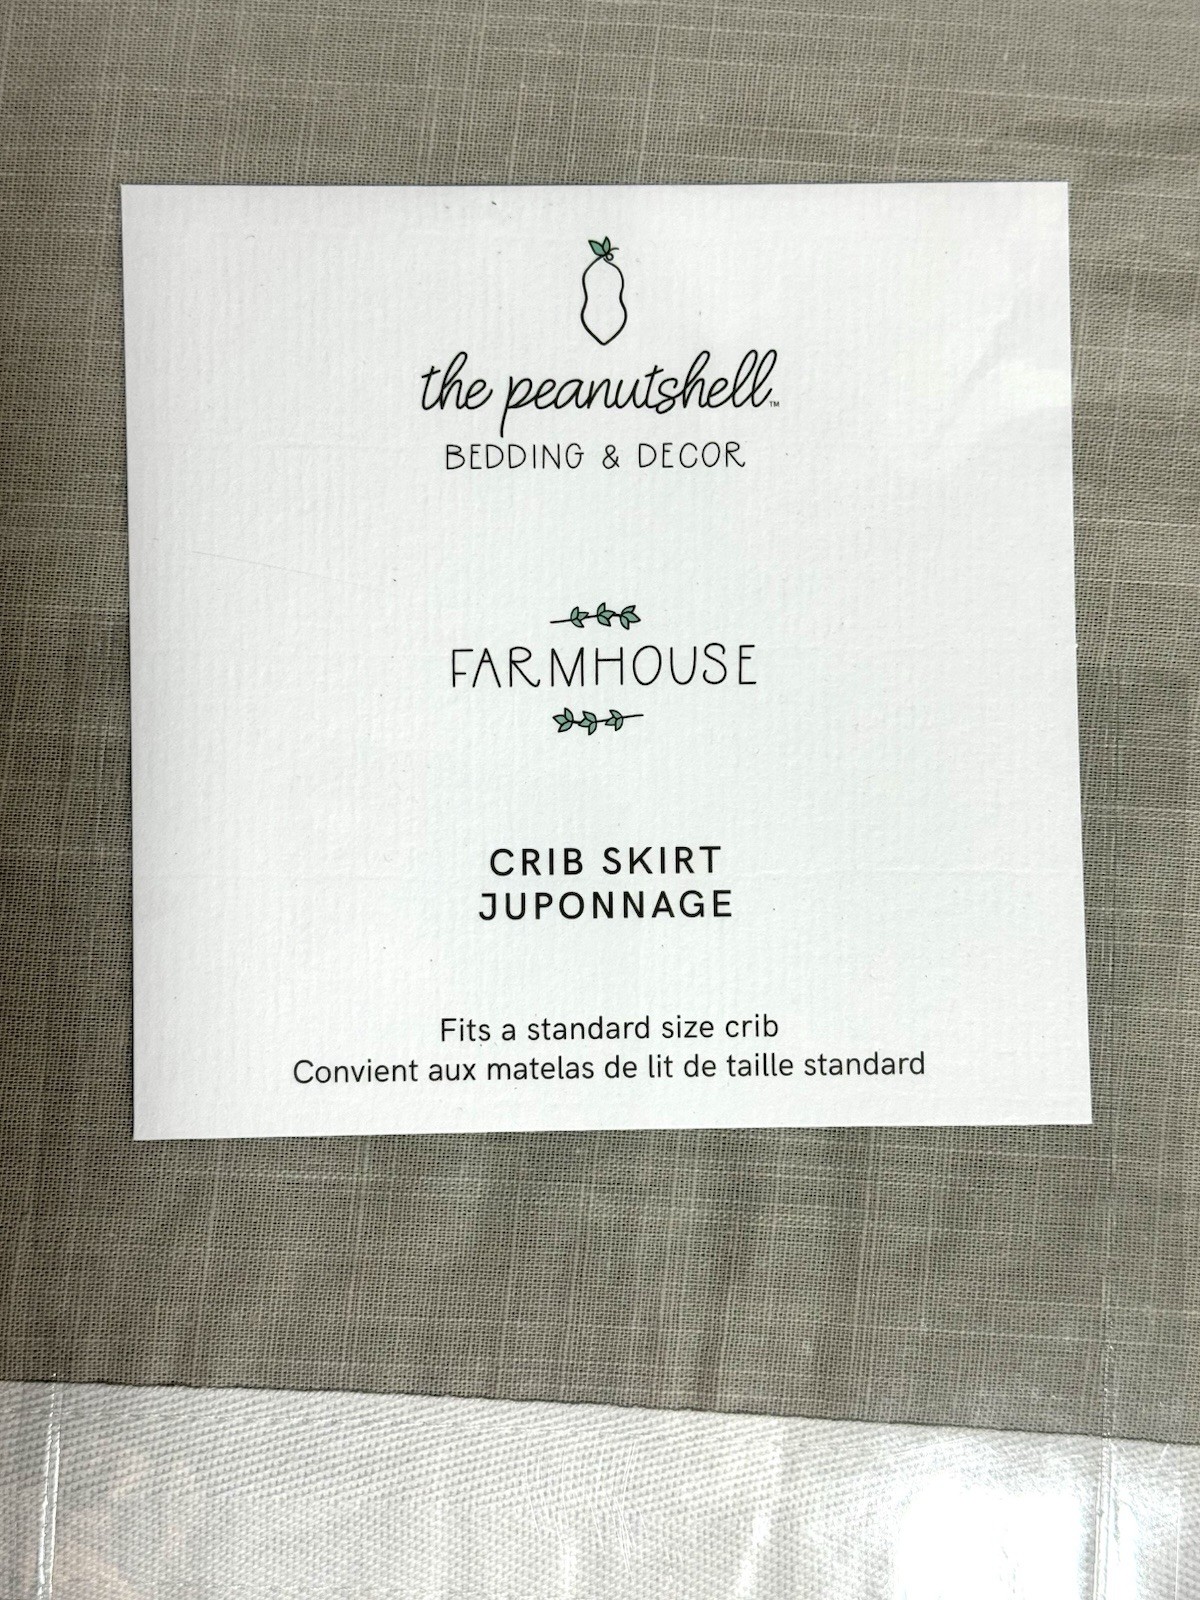 the peanutshell™
BEDDING & DECOR
FARMHOUSE
CRIB SKIRT
JUPONNAGE
Fits a standard size crib
Convient aux matelas de lit de taille standard